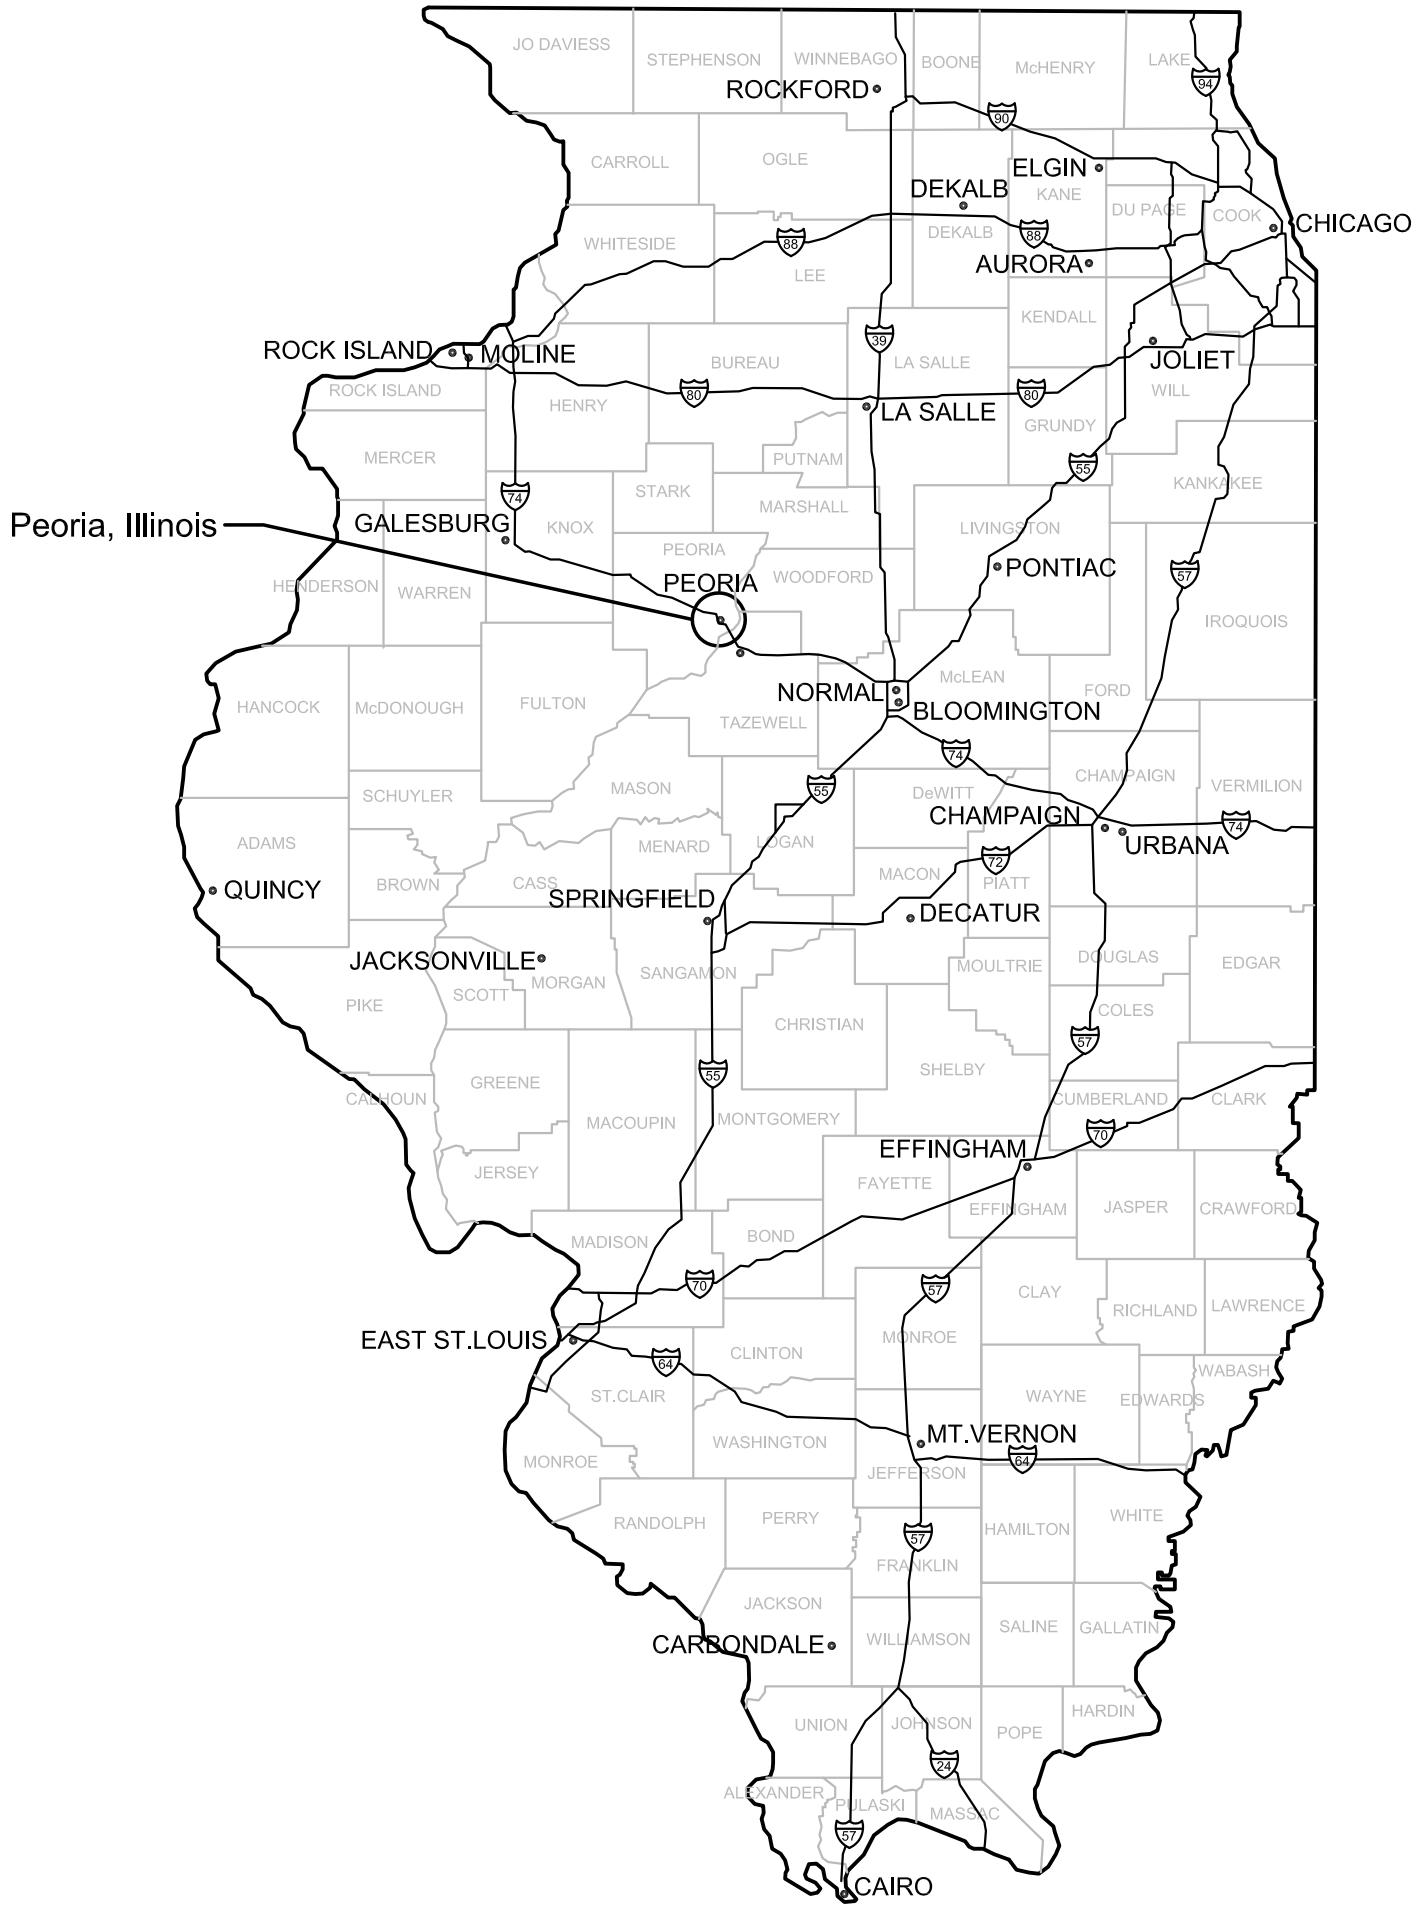 JO DAVIESS
STEPHENSON
WINNEBAGO
BOONE
McHENRY
LAKE
94
ROCKFORD
90
CARROLL
OGLE
ELGIN
DEKALB
KANE
DU PAGE
COOK
CHICAGO
WHITESIDE
88
LEE
DEKALB
88
AURORA
KENDALL
ROCK ISLAND
MOLINE
39
BUREAU
LA SALLE
JOLIET
ROCK ISLAND
HENRY
80
80
WILL
LA SALLE
GRUNDY
MERCER
PUTNAM
55
STARK
74
KANKAKEE
MARSHALL
Peoria, Illinois
GALESBURG
KNOX
LIVINGSTON
PEORIA
PONTIAC
57
HENDERSON
WARREN
PEORIA
WOODFORD
IROQUOIS
HANCOCK
McDONOUGH
FULTON
NORMAL
McLEAN
FORD
BLOOMINGTON
TAZEWELL
74
SCHUYLER
MASON
55
DeWITT
CHAMPAIGN
VERMILION
CHAMPAIGN
74
ADAMS
MENARD
LOGAN
URBANA
QUINCY
BROWN
CASS
MACON
72
PIATT
SPRINGFIELD
DECATUR
JACKSONVILLE
MORGAN
SANGAMON
MOULTRIE
DOUGLAS
EDGAR
PIKE
SCOTT
CHRISTIAN
COLES
57
GREENE
55
SHELBY
CALHOUN
MACOUPIN
MONTGOMERY
CUMBERLAND
CLARK
70
JERSEY
EFFINGHAM
FAYETTE
EFFINGHAM
JASPER
CRAWFORD
MADISON
BOND
70
57
CLAY
RICHLAND
LAWRENCE
EAST ST.LOUIS
CLINTON
MONROE
64
WABASH
ST.CLAIR
WAYNE
EDWARDS
WASHINGTON
MT.VERNON
MONROE
JEFFERSON
64
RANDOLPH
PERRY
57
HAMILTON
WHITE
FRANKLIN
JACKSON
CARBONDALE
WILLIAMSON
SALINE
GALLATIN
UNION
JOHNSON
POPE
HARDIN
24
ALEXANDER
PULASKI
MASSAC
57
CAIRO